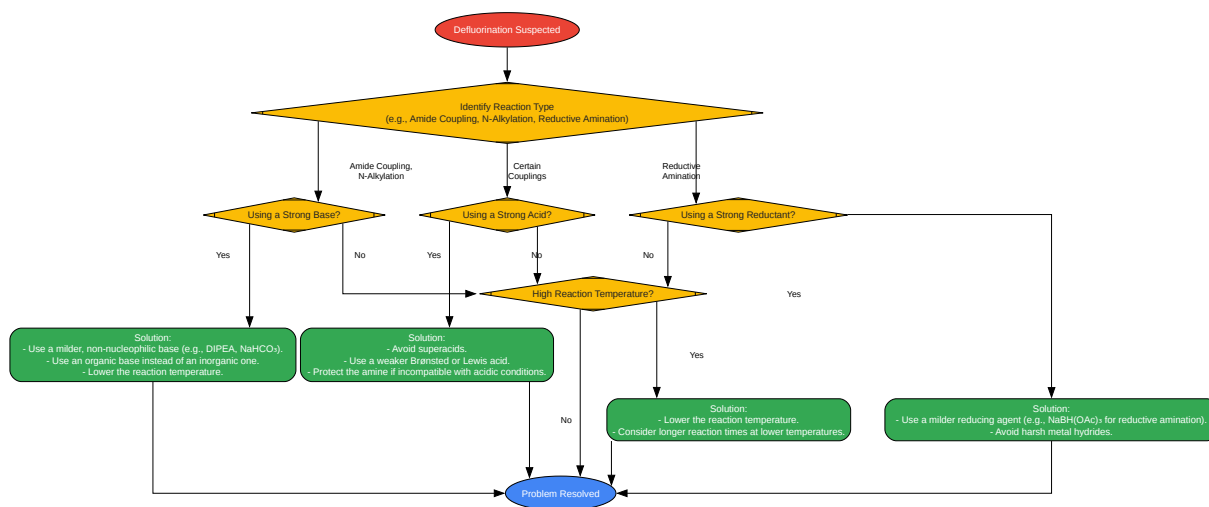 Defluorination Suspected
Identify Reaction Type
(e.g., Amide Coupling, N-Alkylation, Reductive Amination)
Amide Coupling,
N-Alkylation
Certain
Couplings
Reductive
Amination
Using a Strong Base?
Using a Strong Acid?
Using a Strong Reductant?
Yes
No
Yes
No
No
High Reaction Temperature?
Yes
Solution:
- Use a milder, non-nucleophilic base (e.g., DIPEA, NaHCO₃).
- Use an organic base instead of an inorganic one.
- Lower the reaction temperature.
Solution:
- Avoid superacids.
- Use a weaker Brønsted or Lewis acid.
- Protect the amine if incompatible with acidic conditions.
Yes
No
Solution:
- Lower the reaction temperature.
- Consider longer reaction times at lower temperatures.
Solution:
- Use a milder reducing agent (e.g., NaBH(OAc)₃ for reductive amination).
- Avoid harsh metal hydrides.
Problem Resolved